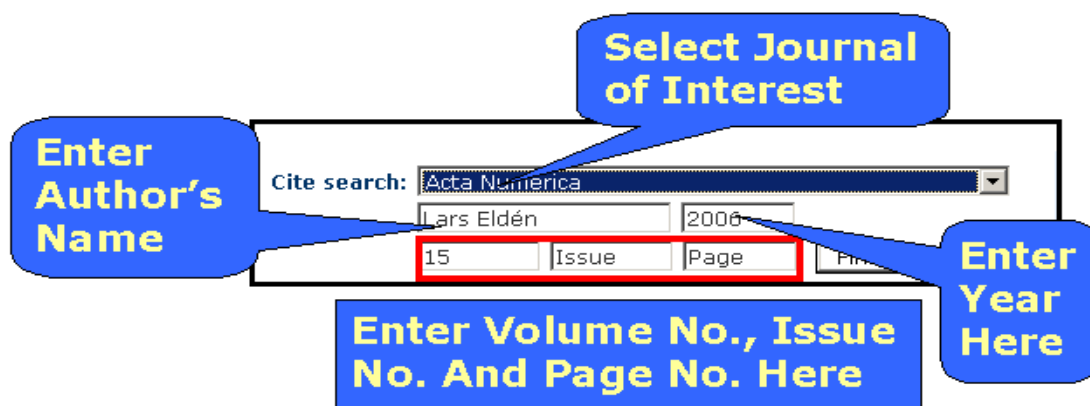 Select Journal
of Interest
Enter
Author's
Name
Cite search: Acta Numerica
Lars Eldén 2006
15 Issue Page
Enter
Year
Here
Enter Volume No., Issue
No. And Page No. Here